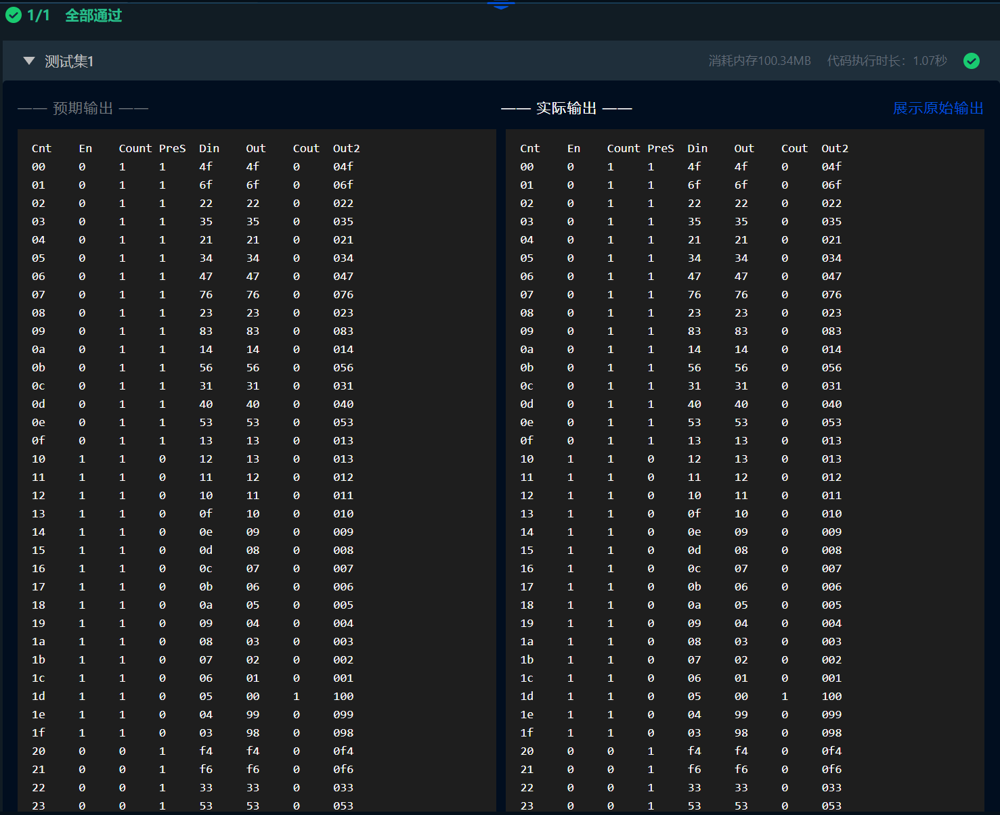 1/1 全部通过
测试集1 消耗内存100.34MB 代码执行时长：1.07秒
—— 预期输出 —— —— 实际输出 —— 展示原始输出
Cnt En Count PreS Din Out Cout Out2 Cnt En Count PreS Din Out Cout Out2
00 0 1 1 4f 4f 0 04f 00 0 1 1 4f 4f 0 04f
01 0 1 1 6f 6f 0 06f 01 0 1 1 6f 6f 0 06f
02 0 1 1 22 22 0 022 02 0 1 1 22 22 0 022
03 0 1 1 35 35 0 035 03 0 1 1 35 35 0 035
04 0 1 1 21 21 0 021 04 0 1 1 21 21 0 021
05 0 1 1 34 34 0 034 05 0 1 1 34 34 0 034
06 0 1 1 47 47 0 047 06 0 1 1 47 47 0 047
07 0 1 1 76 76 0 076 07 0 1 1 76 76 0 076
08 0 1 1 23 23 0 023 08 0 1 1 23 23 0 023
09 0 1 1 83 83 0 083 09 0 1 1 83 83 0 083
0a 0 1 1 14 14 0 014 0a 0 1 1 14 14 0 014
0b 0 1 1 56 56 0 056 0b 0 1 1 56 56 0 056
0c 0 1 1 31 31 0 031 0c 0 1 1 31 31 0 031
0d 0 1 1 40 40 0 040 0d 0 1 1 40 40 0 040
0e 0 1 1 53 53 0 053 0e 0 1 1 53 53 0 053
0f 0 1 1 13 13 0 013 0f 0 1 1 13 13 0 013
10 1 1 0 12 13 0 013 10 1 1 0 12 13 0 013
11 1 1 0 11 12 0 012 11 1 1 0 11 12 0 012
12 1 1 0 10 11 0 011 12 1 1 0 10 11 0 011
13 1 1 0 0f 10 0 010 13 1 1 0 0f 10 0 010
14 1 1 0 0e 09 0 009 14 1 1 0 0e 09 0 009
15 1 1 0 0d 08 0 008 15 1 1 0 0d 08 0 008
16 1 1 0 0c 07 0 007 16 1 1 0 0c 07 0 007
17 1 1 0 0b 06 0 006 17 1 1 0 0b 06 0 006
18 1 1 0 0a 05 0 005 18 1 1 0 0a 05 0 005
19 1 1 0 09 04 0 004 19 1 1 0 09 04 0 004
1a 1 1 0 08 03 0 003 1a 1 1 0 08 03 0 003
1b 1 1 0 07 02 0 002 1b 1 1 0 07 02 0 002
1c 1 1 0 06 01 0 001 1c 1 1 0 06 01 0 001
1d 1 1 0 05 00 1 100 1d 1 1 0 05 00 1 100
1e 1 1 0 04 99 0 099 1e 1 1 0 04 99 0 099
1f 1 1 0 03 98 0 098 1f 1 1 0 03 98 0 098
20 0 0 1 f4 f4 0 0f4 20 0 0 1 f4 f4 0 0f4
21 0 0 1 f6 f6 0 0f6 21 0 0 1 f6 f6 0 0f6
22 0 0 1 33 33 0 033 22 0 0 1 33 33 0 033
23 0 0 1 53 53 0 053 23 0 0 1 53 53 0 053